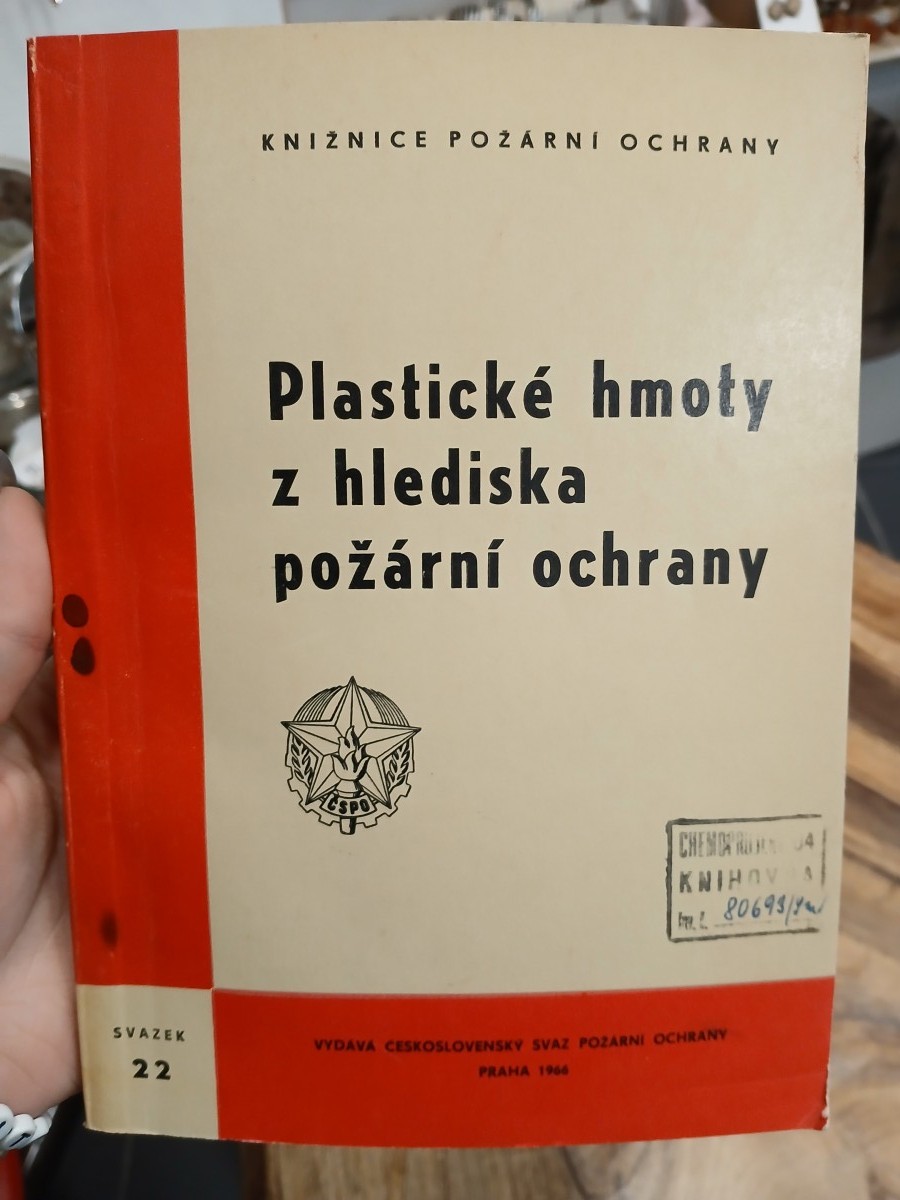 KNIŽNICE POŽÁRNÍ OCHRANY
Plastické hmoty
z hlediska
požární ochrany
ČSPO
KNIHOVNA
80693
SVAZEK
22
VYDÁVÁ ČESKOSLOVENSKÝ SVAZ POŽÁRNÍ OCHRANY
PRAHA 1966